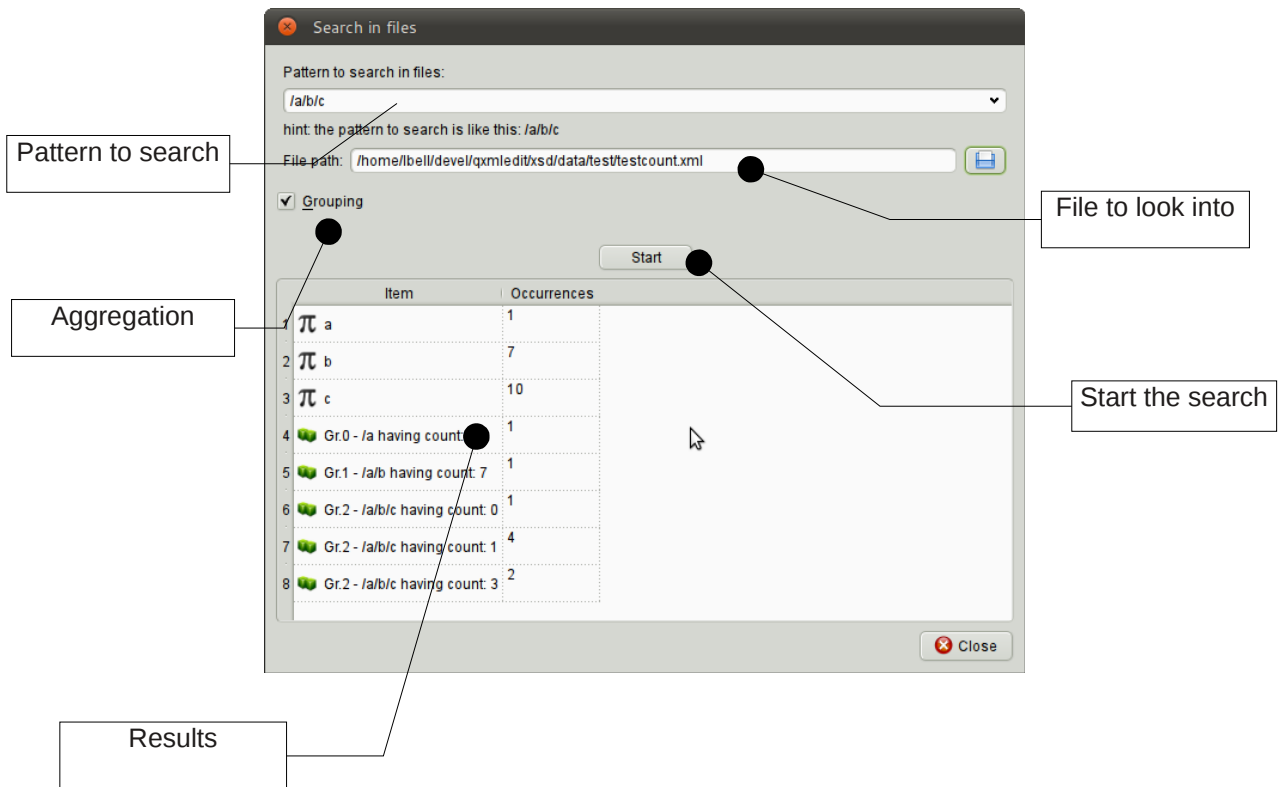 Search in files
Pattern to search in files:
/a/b/c
hint: the pattern to search is like this: /a/b/c
Pattern to search
File path: /home/lbell/devel/qxmledit/xsd/data/test/testcount.xml
Grouping
File to look into
Start
Item Occurrences
Aggregation
1 π a 1
2 π b 7
3 π c 10
Start the search
4 Gr.0 - /a having count: 1
5 Gr.1 - /a/b having count: 7 1
6 Gr.2 - /a/b/c having count: 0 1
7 Gr.2 - /a/b/c having count: 1 4
8 Gr.2 - /a/b/c having count: 3 2
Close
Results